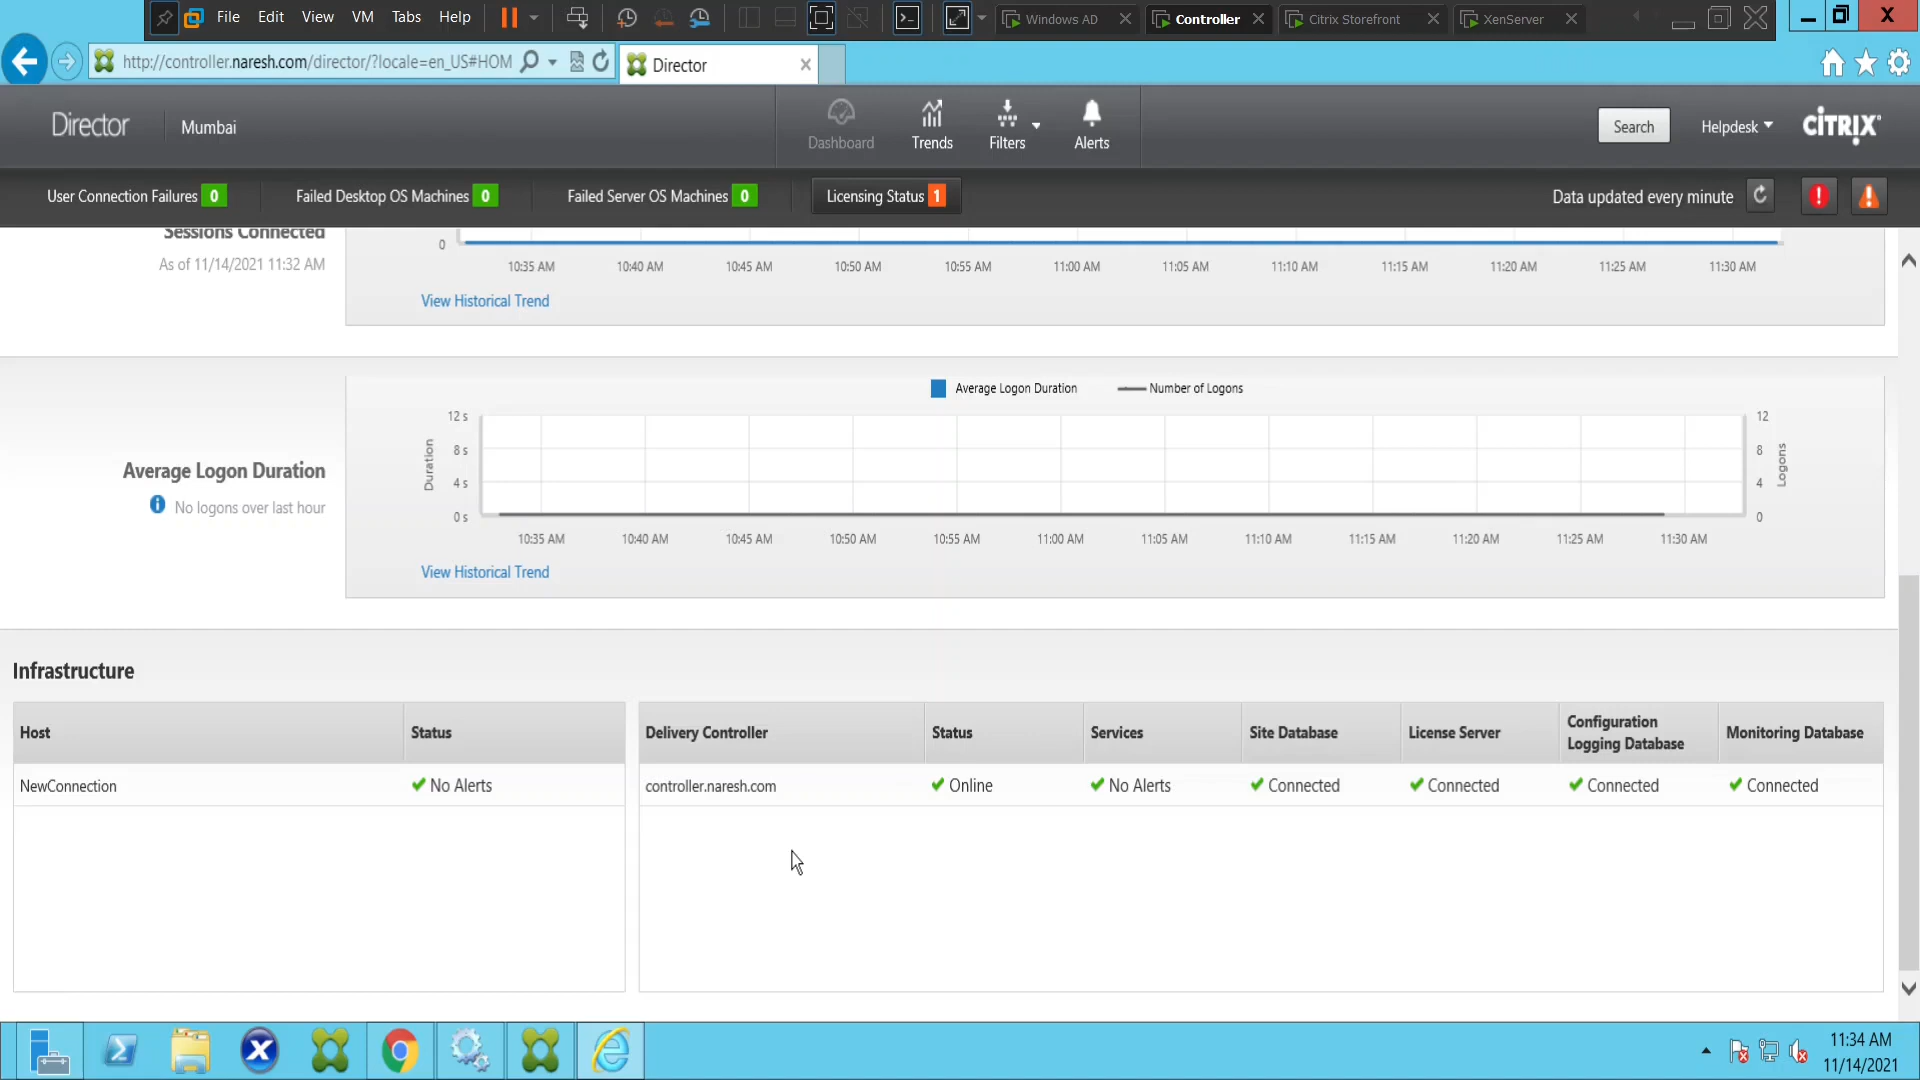 File Edit View VM Tabs Help Windows AD Controller Citrix Storefront XenServer
http://controller.naresh.com/director/?locale=en_US#HOM Director
Director Mumbai Dashboard Trends Filters Alerts Search Helpdesk CITRIX
User Connection Failures 0 Failed Desktop OS Machines 0 Failed Server OS Machines 0 Licensing Status 1 Data updated every minute
Sessions Connected
As of 11/14/2021 11:32 AM
0
10:35 AM 10:40 AM 10:45 AM 10:50 AM 10:55 AM 11:00 AM 11:05 AM 11:10 AM 11:15 AM 11:20 AM 11:25 AM 11:30 AM
View Historical Trend
Average Logon Duration Number of Logons
12 s 12
8 s 8
4 s 4
0 s 0
Duration
Logons
Average Logon Duration
No logons over last hour
10:35 AM 10:40 AM 10:45 AM 10:50 AM 10:55 AM 11:00 AM 11:05 AM 11:10 AM 11:15 AM 11:20 AM 11:25 AM 11:30 AM
View Historical Trend
Infrastructure
Host Status Delivery Controller Status Services Site Database License Server Configuration Logging Database Monitoring Database
NewConnection No Alerts controller.naresh.com Online No Alerts Connected Connected Connected Connected
11:34 AM
11/14/2021